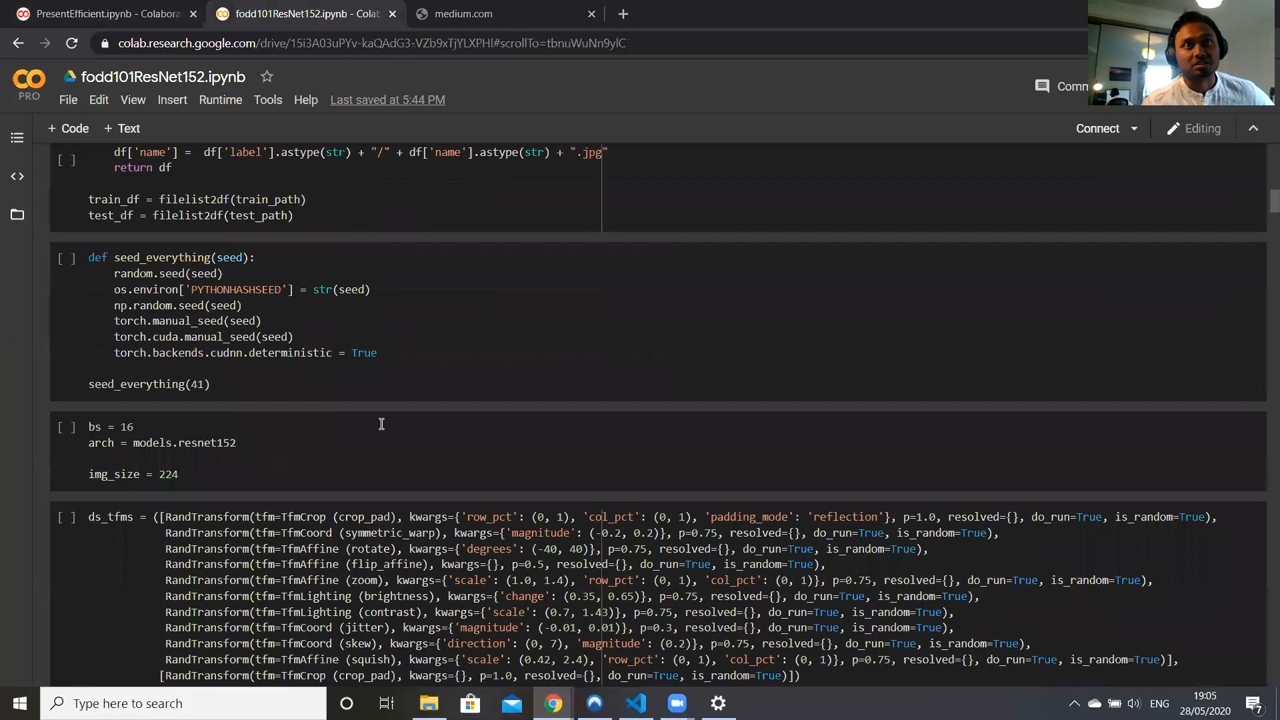 PresentEfficient.ipynb - Colabora
fodd101ResNet152.ipynb - Colab
medium.com
colab.research.google.com/drive/15i3A03uPYv-kaQAdG3-VZb9xTjYLXPHl#scrollTo=tbnuWuNn9ylC
PRO
fodd101ResNet152.ipynb
File Edit View Insert Runtime Tools Help Last saved at 5:44 PM
Comm
+ Code + Text
Connect
Editing
[ ] df['name'] = df['label'].astype(str) + "/" + df['name'].astype(str) + ".jpg"
return df
train_df = filelist2df(train_path)
test_df = filelist2df(test_path)
[ ] def seed_everything(seed):
random.seed(seed)
os.environ['PYTHONHASHSEED'] = str(seed)
np.random.seed(seed)
torch.manual_seed(seed)
torch.cuda.manual_seed(seed)
torch.backends.cudnn.deterministic = True
seed_everything(41)
[ ] bs = 16
arch = models.resnet152
img_size = 224
[ ] ds_tfms = ([RandTransform(tfm=TfmCrop (crop_pad), kwargs={'row_pct': (0, 1), 'col_pct': (0, 1), 'padding_mode': 'reflection'}, p=1.0, resolved={}, do_run=True, is_random=True),
RandTransform(tfm=TfmCoord (symmetric_warp), kwargs={'magnitude': (-0.2, 0.2)}, p=0.75, resolved={}, do_run=True, is_random=True),
RandTransform(tfm=TfmAffine (rotate), kwargs={'degrees': (-40, 40)}, p=0.75, resolved={}, do_run=True, is_random=True),
RandTransform(tfm=TfmAffine (flip_affine), kwargs={}, p=0.5, resolved={}, do_run=True, is_random=True),
RandTransform(tfm=TfmAffine (zoom), kwargs={'scale': (1.0, 1.4), 'row_pct': (0, 1), 'col_pct': (0, 1)}, p=0.75, resolved={}, do_run=True, is_random=True),
RandTransform(tfm=TfmLighting (brightness), kwargs={'change': (0.35, 0.65)}, p=0.75, resolved={}, do_run=True, is_random=True),
RandTransform(tfm=TfmLighting (contrast), kwargs={'scale': (0.7, 1.43)}, p=0.75, resolved={}, do_run=True, is_random=True),
RandTransform(tfm=TfmCoord (jitter), kwargs={'magnitude': (-0.01, 0.01)}, p=0.3, resolved={}, do_run=True, is_random=True),
RandTransform(tfm=TfmCoord (skew), kwargs={'direction': (0, 7), 'magnitude': (0.2)}, p=0.75, resolved={}, do_run=True, is_random=True),
RandTransform(tfm=TfmAffine (squish), kwargs={'scale': (0.42, 2.4), 'row_pct': (0, 1), 'col_pct': (0, 1)}, p=0.75, resolved={}, do_run=True, is_random=True)],
[RandTransform(tfm=TfmCrop (crop_pad), kwargs={}, p=1.0, resolved={}, do_run=True, is_random=True)])
Type here to search
ENG
19:05
28/05/2020
7